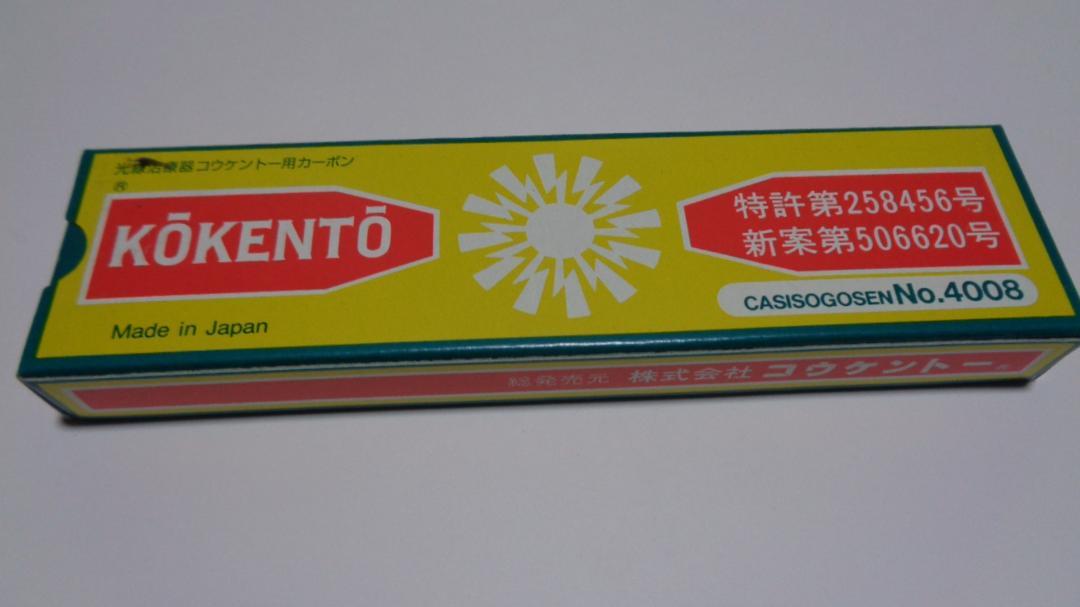 光線治療器コウケントー用カーボン
®
KŌKENTŌ
Made in Japan
特許第258456号
新案第506620号
CASISOGOSEN No.4008
総発売元 株式会社 コウケントー®